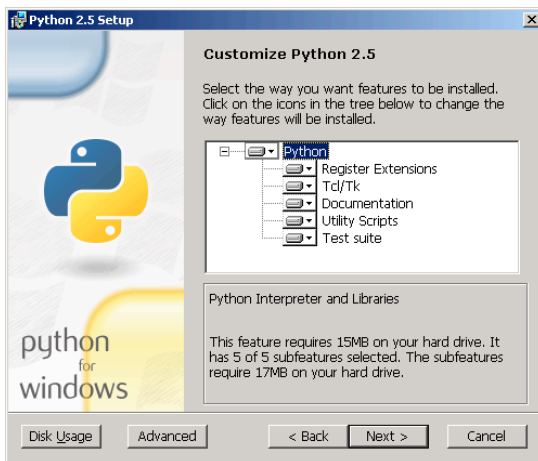 Python 2.5 Setup
Customize Python 2.5
Select the way you want features to be installed.
Click on the icons in the tree below to change the
way features will be installed.
Python
Register Extensions
Tcl/Tk
Documentation
Utility Scripts
Test suite
Python Interpreter and Libraries
This feature requires 15MB on your hard drive. It
has 5 of 5 subfeatures selected. The subfeatures
require 17MB on your hard drive.
python
for
windows
Disk Usage
Advanced
< Back
Next >
Cancel